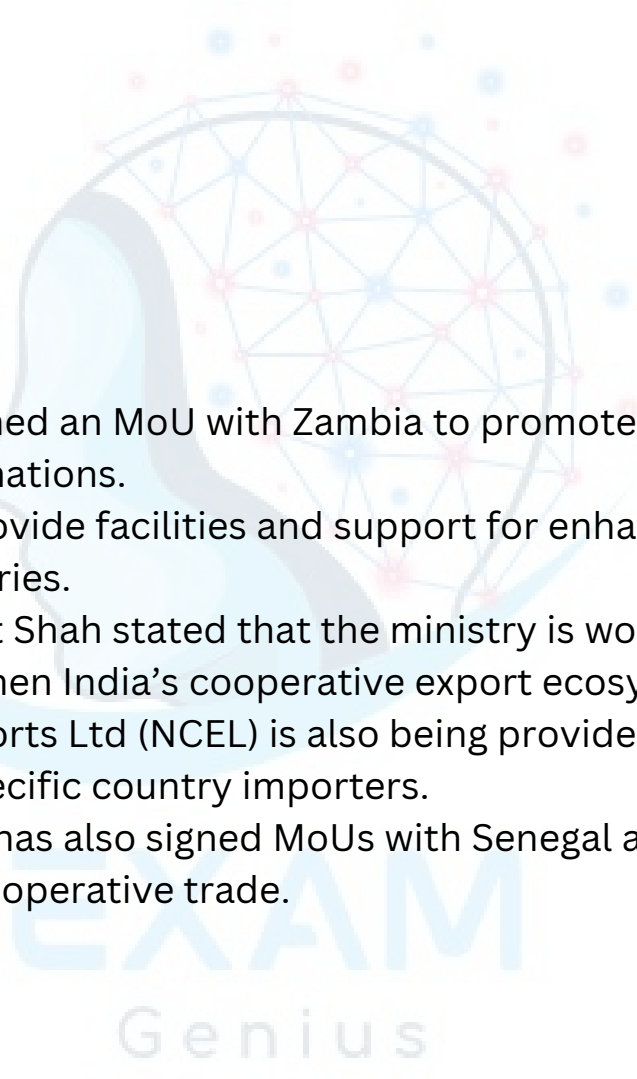 ned an MoU with Zambia to promote
nations.
ovide facilities and support for enha
ries.
t Shah stated that the ministry is wo
hen India’s cooperative export ecosy
orts Ltd (NCEL) is also being provide
ecific country importers.
has also signed MoUs with Senegal a
operative trade.
EXAM
Genius